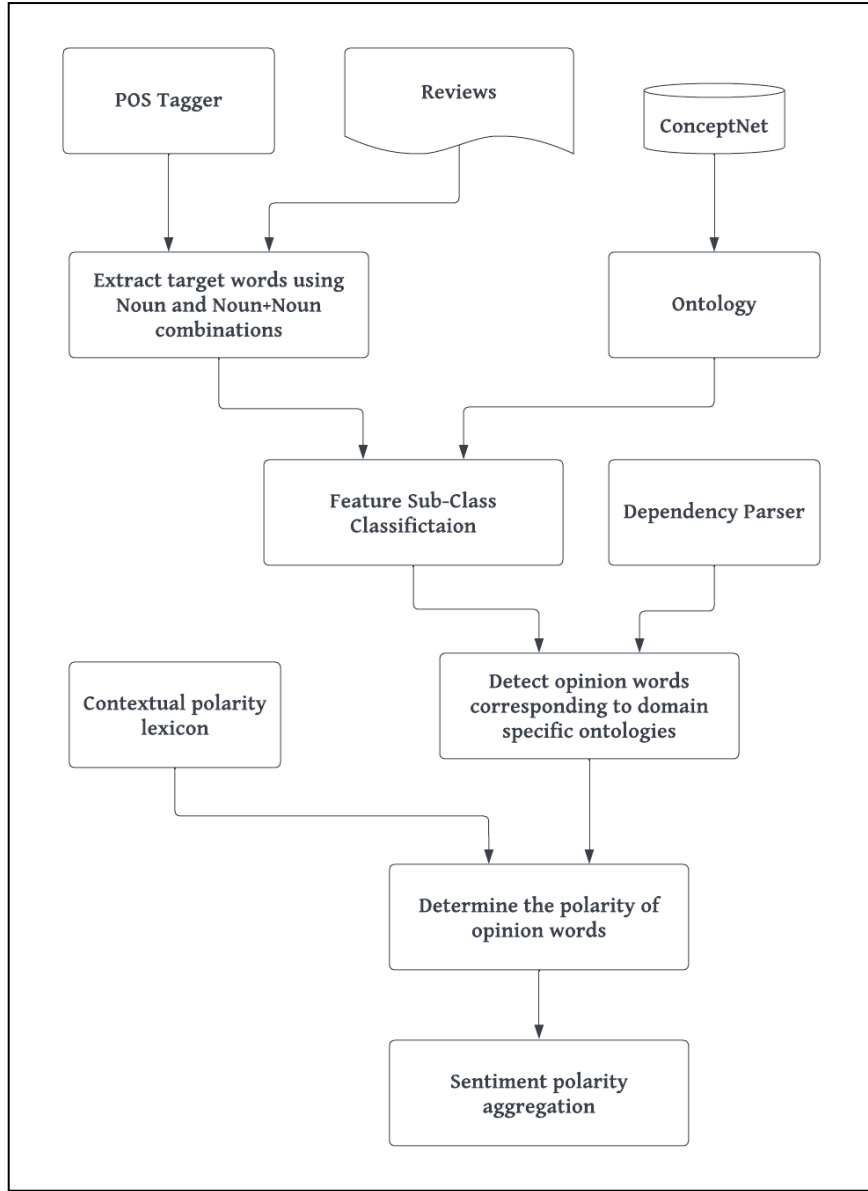 POS Tagger
Reviews
ConceptNet
Extract target words using
Noun and Noun+Noun
combinations
Ontology
Feature Sub-Class
Classifictaion
Dependency Parser
Contextual polarity
lexicon
Detect opinion words
corresponding to domain
specific ontologies
Determine the polarity of
opinion words
Sentiment polarity
aggregation